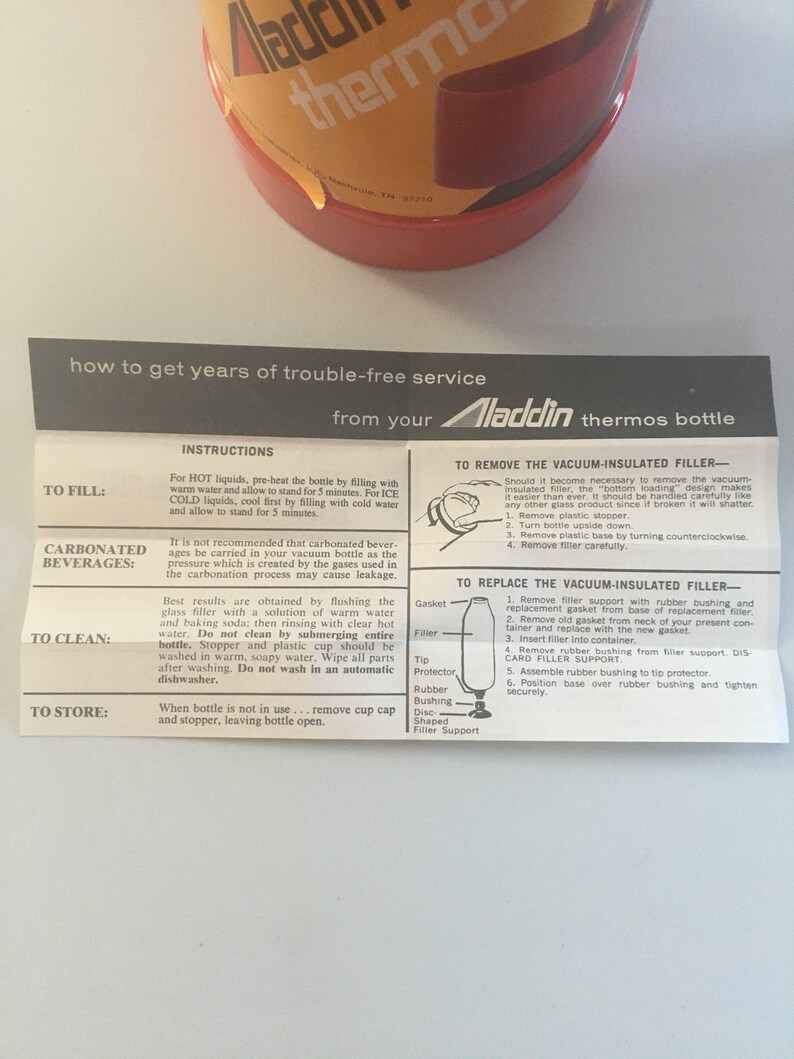 Aladdin
thermos
Industries, Inc., Nashville, TN 37210
how to get years of trouble-free service
from your Aladdin thermos bottle
INSTRUCTIONS
TO FILL:
For HOT liquids, pre-heat the bottle by filling with
warm water and allow to stand for 5 minutes. For ICE
COLD liquids, cool first by filling with cold water
and allow to stand for 5 minutes.
CARBONATED
BEVERAGES:
It is not recommended that carbonated bever-
ages be carried in your vacuum bottle as the
pressure which is created by the gases used in
the carbonation process may cause leakage.
TO CLEAN:
Best results are obtained by flushing the
glass filler with a solution of warm water
and baking soda; then rinsing with clear hot
water. Do not clean by submerging entire
bottle. Stopper and plastic cup should be
washed in warm, soapy water. Wipe all parts
after washing. Do not wash in an automatic
dishwasher.
TO STORE:
When bottle is not in use . . . remove cup cap
and stopper, leaving bottle open.
TO REMOVE THE VACUUM-INSULATED FILLER—
Should it become necessary to remove the vacuum-
insulated filler, the "bottom loading" design makes
it easier than ever. It should be handled carefully like
any other glass product since if broken it will shatter.
1. Remove plastic stopper.
2. Turn bottle upside down.
3. Remove plastic base by turning counterclockwise.
4. Remove filler carefully.
TO REPLACE THE VACUUM-INSULATED FILLER—
Gasket
Filler
Tip
Protector
Rubber
Bushing
Disc-
Shaped
Filler Support
1. Remove filler support with rubber bushing and
replacement gasket from base of replacement filler.
2. Remove old gasket from neck of your present con-
tainer and replace with the new gasket.
3. Insert filler into container.
4. Remove rubber bushing from filler support. DIS-
CARD FILLER SUPPORT.
5. Assemble rubber bushing to tip protector.
6. Position base over rubber bushing and tighten
securely.